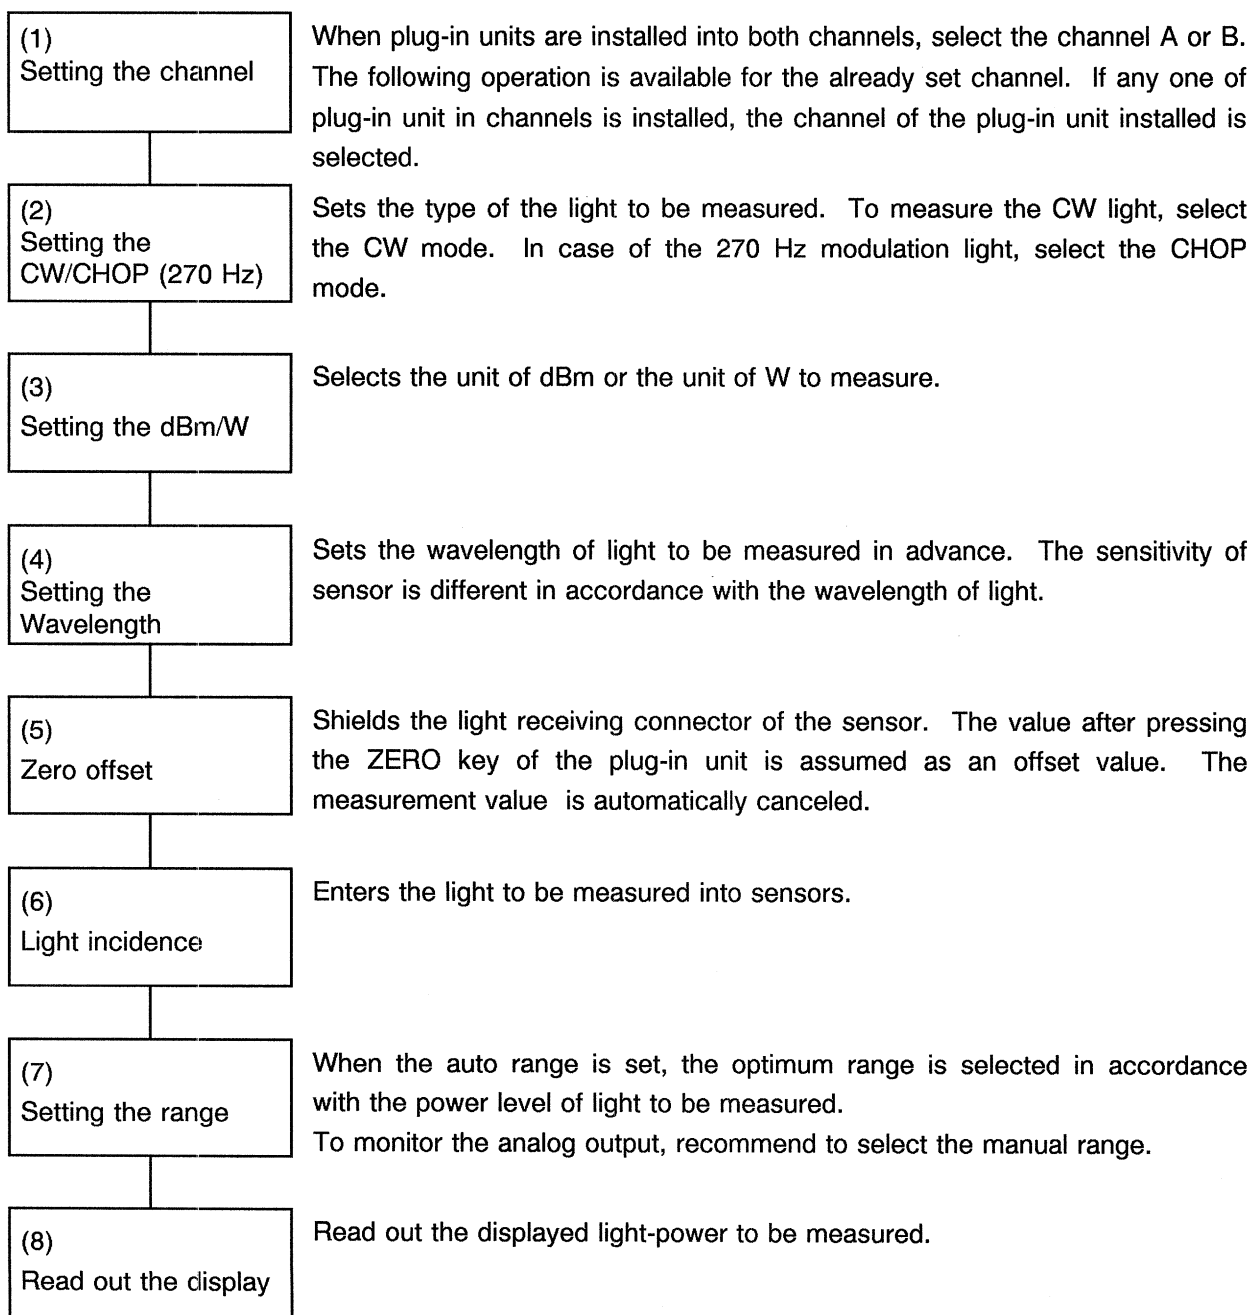 (1)
Setting the channel
When plug-in units are installed into both channels, select the channel A or B.
The following operation is available for the already set channel. If any one of
plug-in unit in channels is installed, the channel of the plug-in unit installed is
selected.
(2)
Setting the
CW/CHOP (270 Hz)
Sets the type of the light to be measured. To measure the CW light, select
the CW mode. In case of the 270 Hz modulation light, select the CHOP
mode.
(3)
Setting the dBm/W
Selects the unit of dBm or the unit of W to measure.
(4)
Setting the
Wavelength
Sets the wavelength of light to be measured in advance. The sensitivity of
sensor is different in accordance with the wavelength of light.
(5)
Zero offset
Shields the light receiving connector of the sensor. The value after pressing
the ZERO key of the plug-in unit is assumed as an offset value. The
measurement value is automatically canceled.
(6)
Light incidence
Enters the light to be measured into sensors.
(7)
Setting the range
When the auto range is set, the optimum range is selected in accordance
with the power level of light to be measured.
To monitor the analog output, recommend to select the manual range.
(8)
Read out the display
Read out the displayed light-power to be measured.